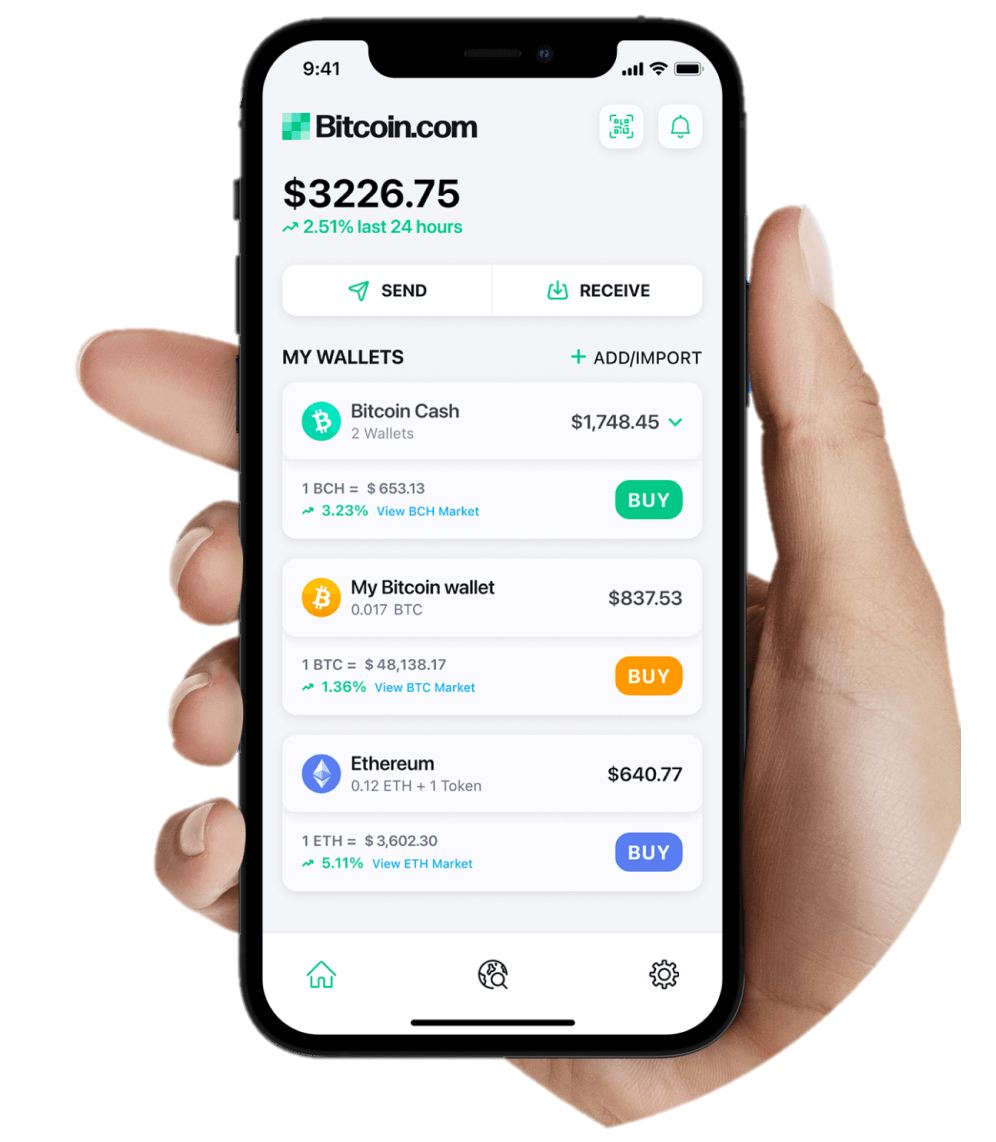 9:41
Bitcoin.com
$3226.75
2.51% last 24 hours
SEND
RECEIVE
MY WALLETS
+ ADD/IMPORT
Bitcoin Cash
2 Wallets
$1,748.45
1 BCH = $ 653.13
3.23% View BCH Market
BUY
My Bitcoin wallet
0.017 BTC
$837.53
1 BTC = $ 48,138.17
1.36% View BTC Market
BUY
Ethereum
0.12 ETH + 1 Token
$640.77
1 ETH = $ 3,602.30
5.11% View ETH Market
BUY